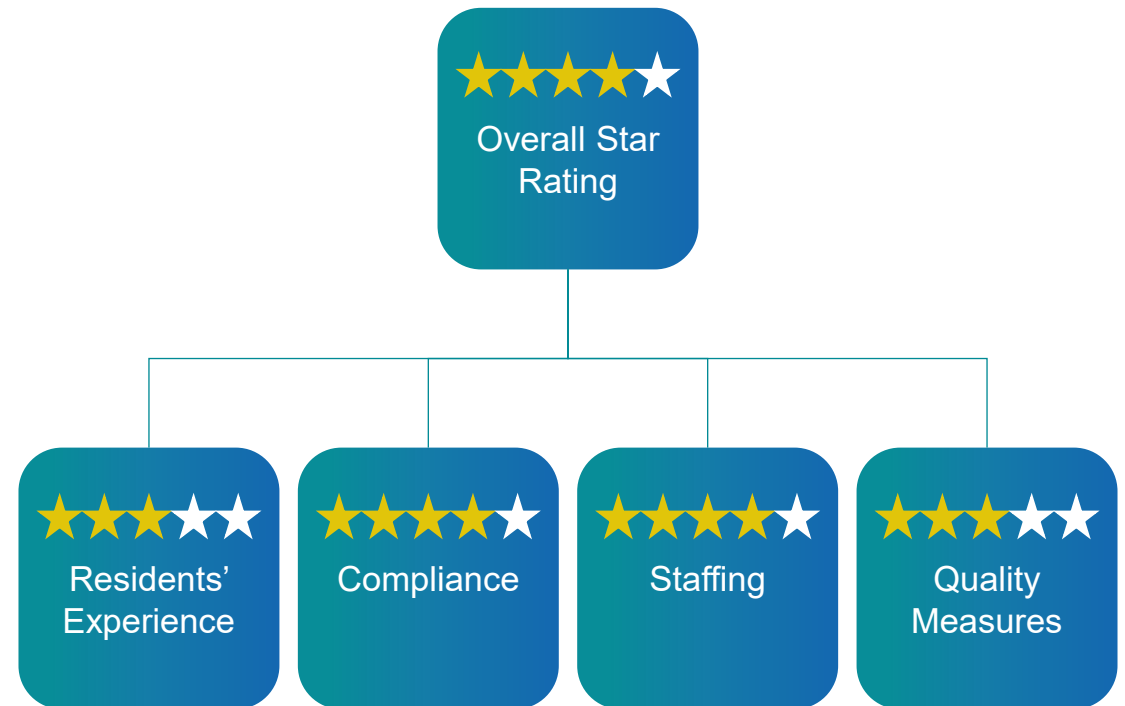 Overall Star
Rating
Residents’
Experience
Compliance
Staffing
Quality
Measures